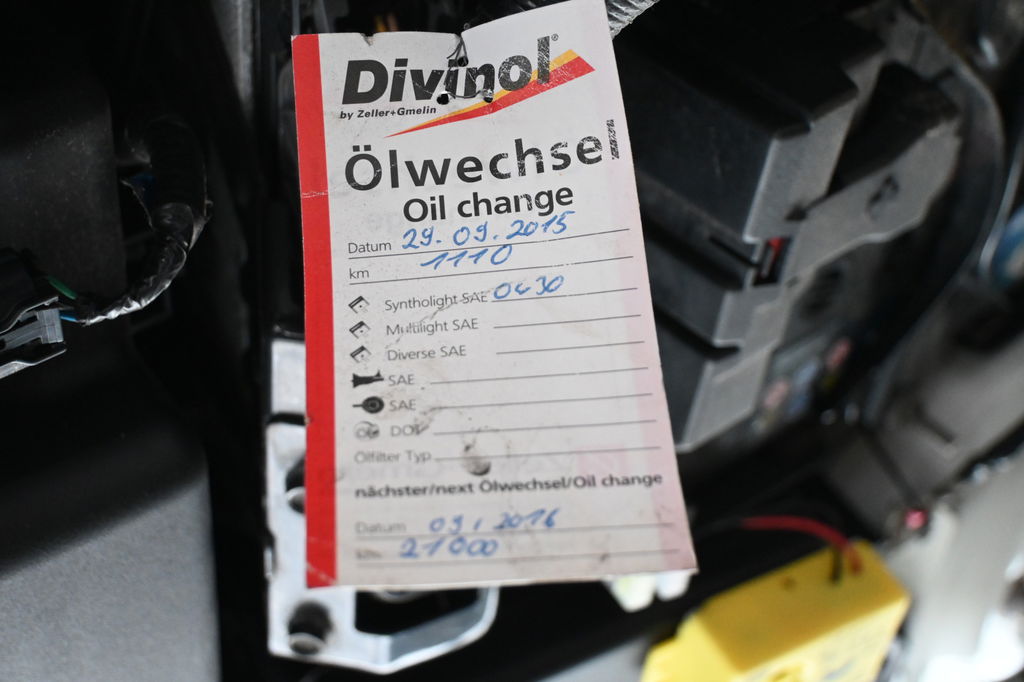 Divinol®
by Zeller+Gmelin
Ölwechsel
Oil change
Datum 29.09.2015
km 1110
Syntholight SAE 0W30
Multilight SAE
Diverse SAE
SAE
SAE
DOT
Ölfilter Typ
nächster/next Ölwechsel/Oil change
Datum 09/2016
km 21000